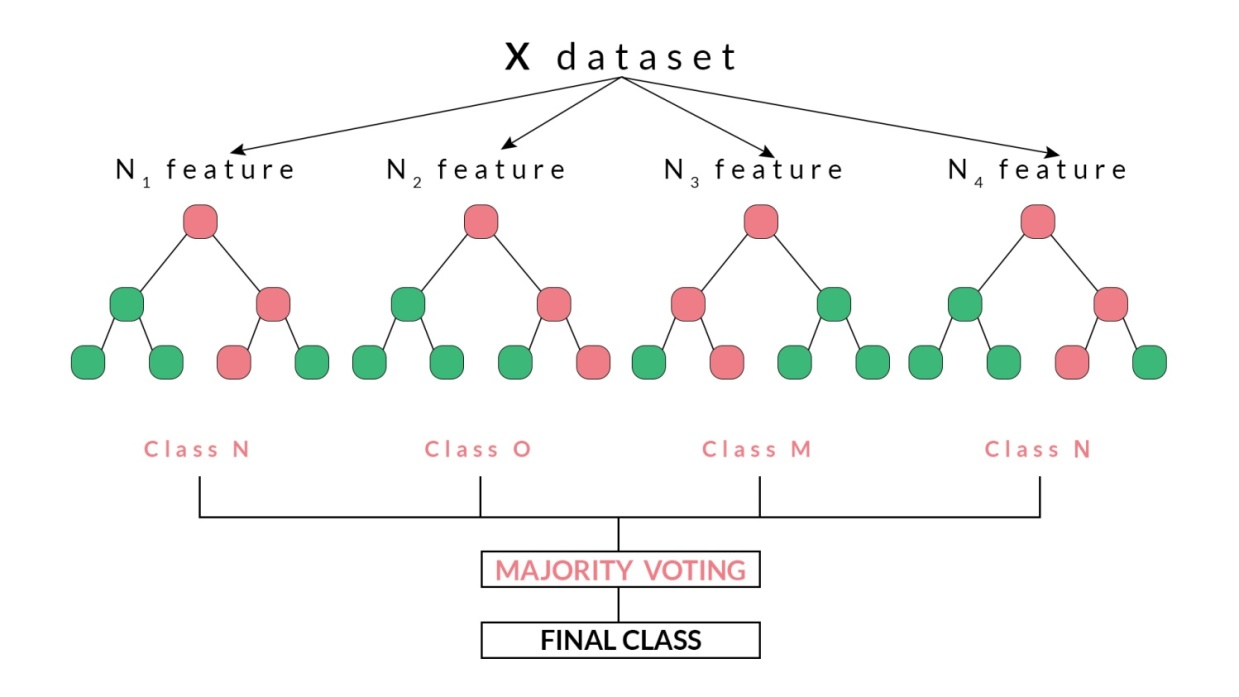 X dataset
N₁ feature N₂ feature N₃ feature N₄ feature
Class N Class O Class M Class N
MAJORITY VOTING
FINAL CLASS